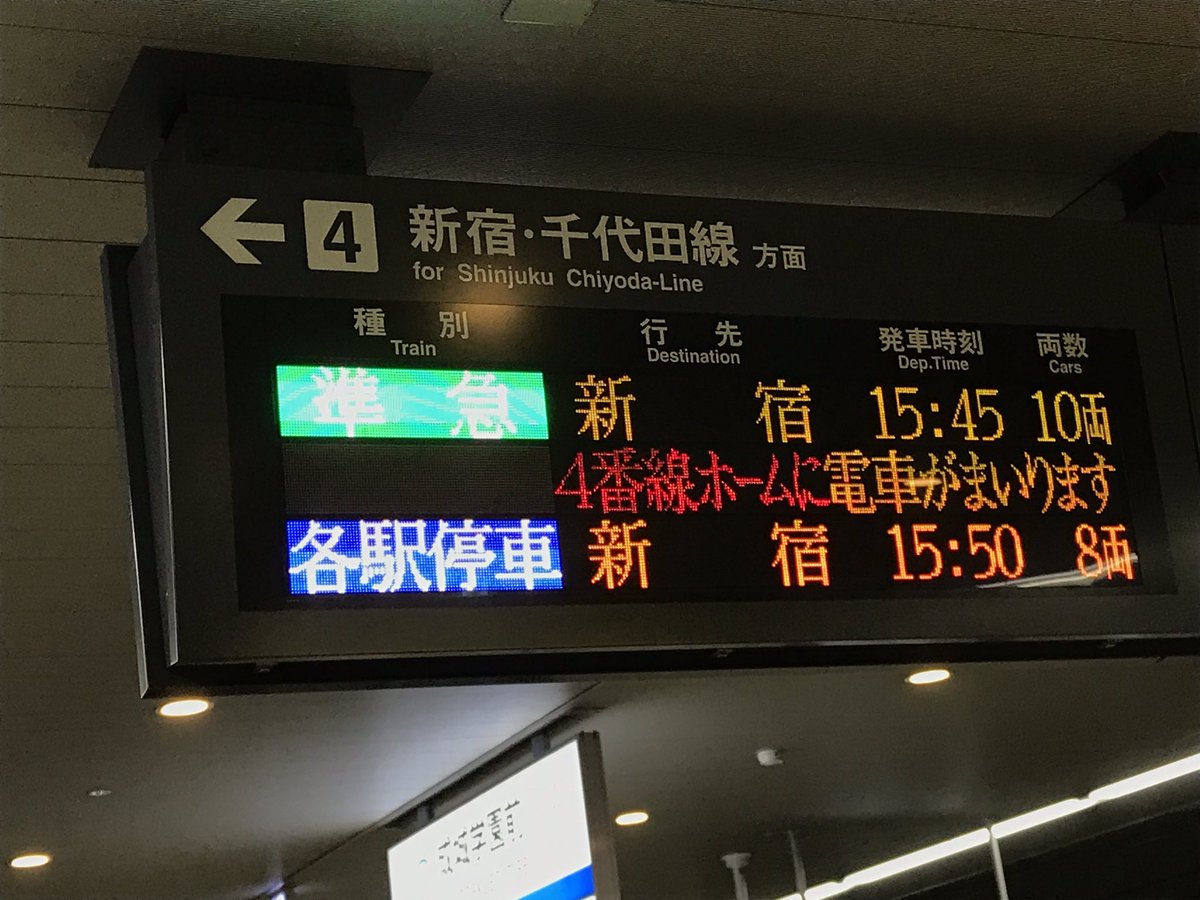 4 新宿・千代田線 方面
for Shinjuku Chiyoda-Line
種別 行先 発車時刻 両数
Train Destination Dep.Time Cars
準急 新宿 15:45 10両
4番線ホームに電車がまいります
各駅停車 新宿 15:50 8両